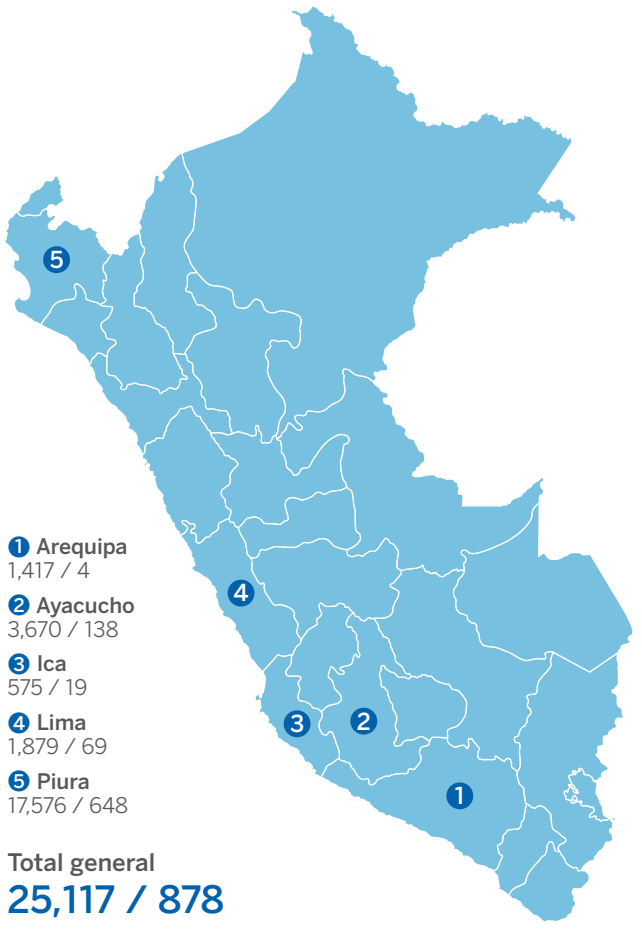 5
4
3
2
1
1 Arequipa
1,417 / 4
2 Ayacucho
3,670 / 138
3 Ica
575 / 19
4 Lima
1,879 / 69
5 Piura
17,576 / 648
Total general
25,117 / 878